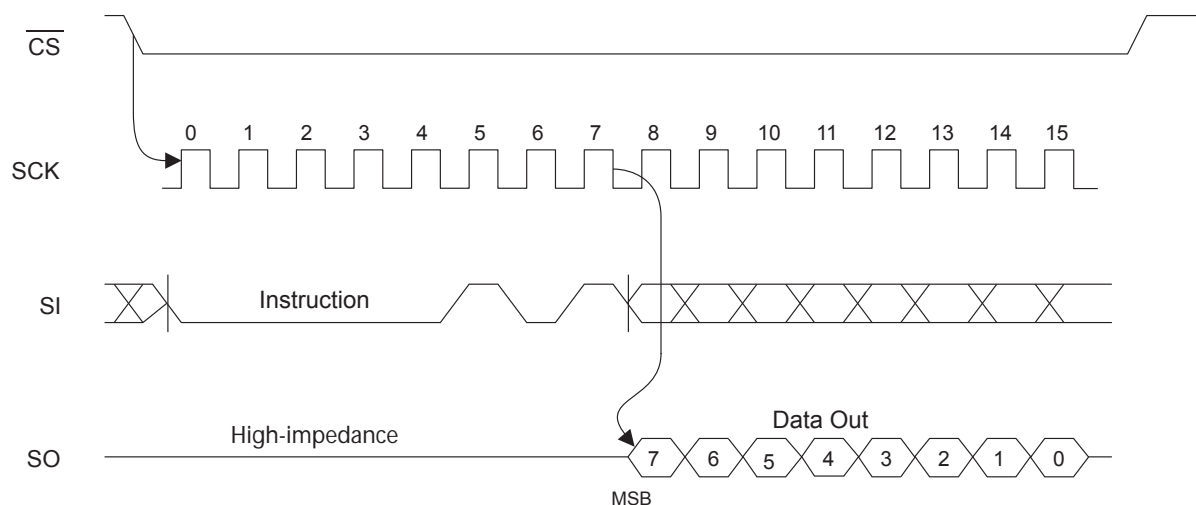 CS
0 1 2 3 4 5 6 7 8 9 10 11 12 13 14 15
SCK
SI
Instruction
High-impedance
Data Out
SO
7 6 5 4 3 2 1 0
MSB